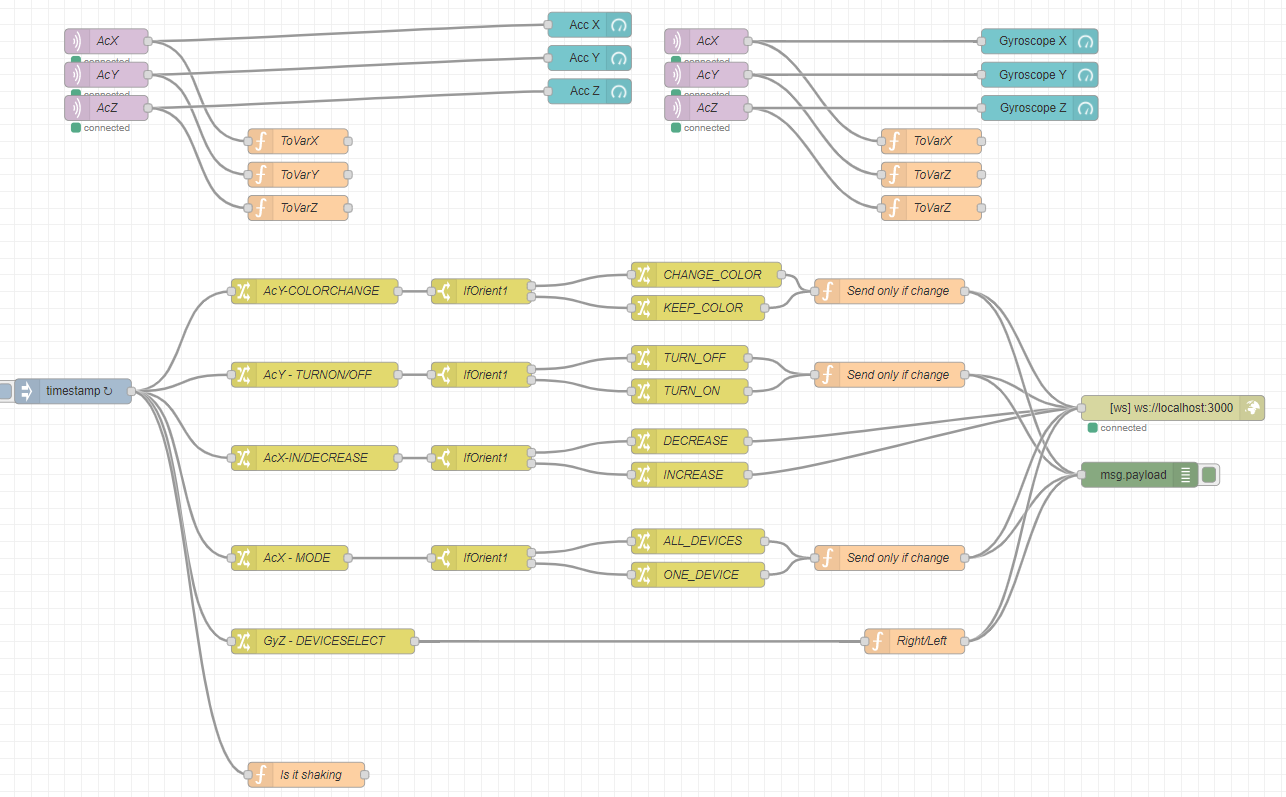 AcX
connected
AcY
connected
AcZ
connected
Acc X
Acc Y
Acc Z
ToVarX
ToVarY
ToVarZ
AcX
connected
AcY
connected
AcZ
connected
Gyroscope X
Gyroscope Y
Gyroscope Z
ToVarX
ToVarZ
ToVarZ
timestamp ↻
AcY-COLORCHANGE
IfOrient1
CHANGE_COLOR
KEEP_COLOR
Send only if change
AcY - TURNON/OFF
IfOrient1
TURN_OFF
TURN_ON
Send only if change
AcX-IN/DECREASE
IfOrient1
DECREASE
INCREASE
AcX - MODE
IfOrient1
ALL_DEVICES
ONE_DEVICE
Send only if change
GyZ - DEVICESELECT
Right/Left
Is it shaking
[ws] ws://localhost:3000
connected
msg.payload